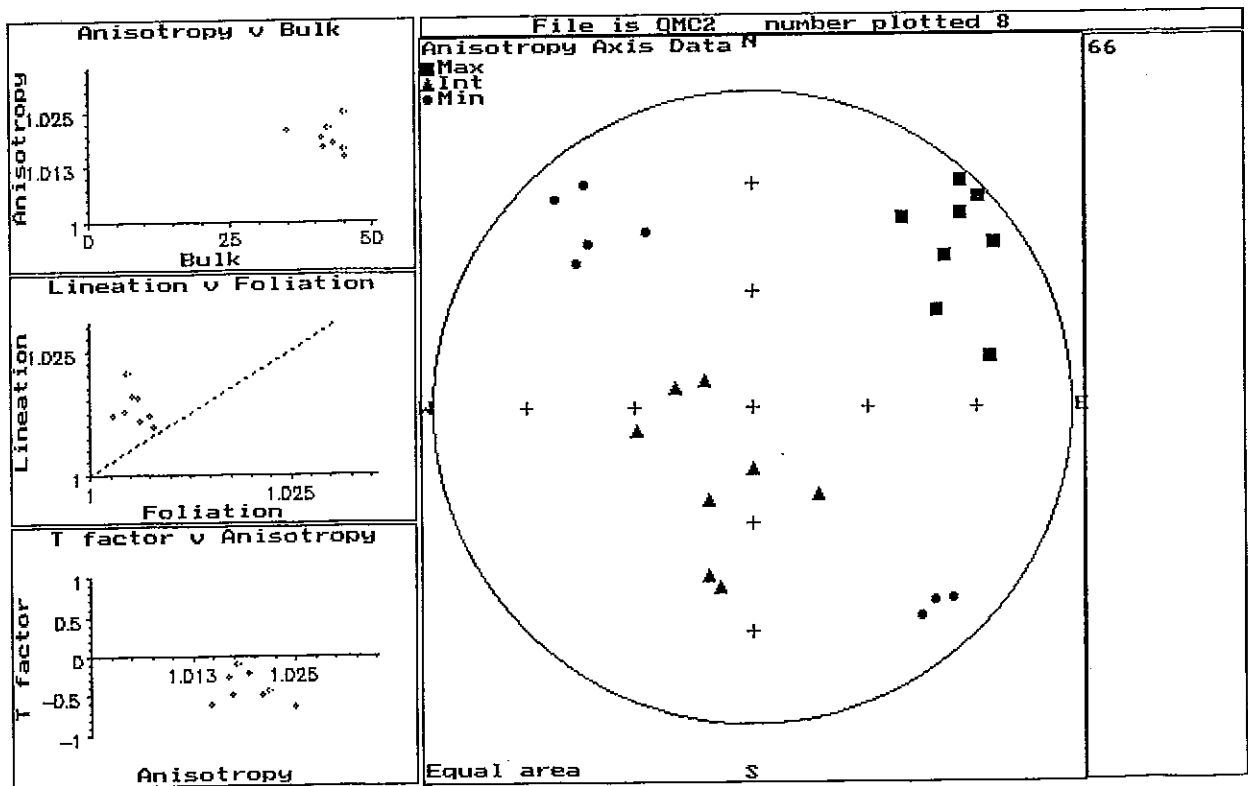 File is QMC2 number plotted 8
Anisotropy v Bulk
Anisotropy
1.025
1.013
1
0 25 50
Bulk
Lineation v Foliation
Lineation
1.025
1
1 1.025
Foliation
T factor v Anisotropy
T factor
1
0.5
0
-0.5
-1
1.013 1.025
Anisotropy
Anisotropy Axis Data N
Max
Int
Min
W
E
Equal area S
66